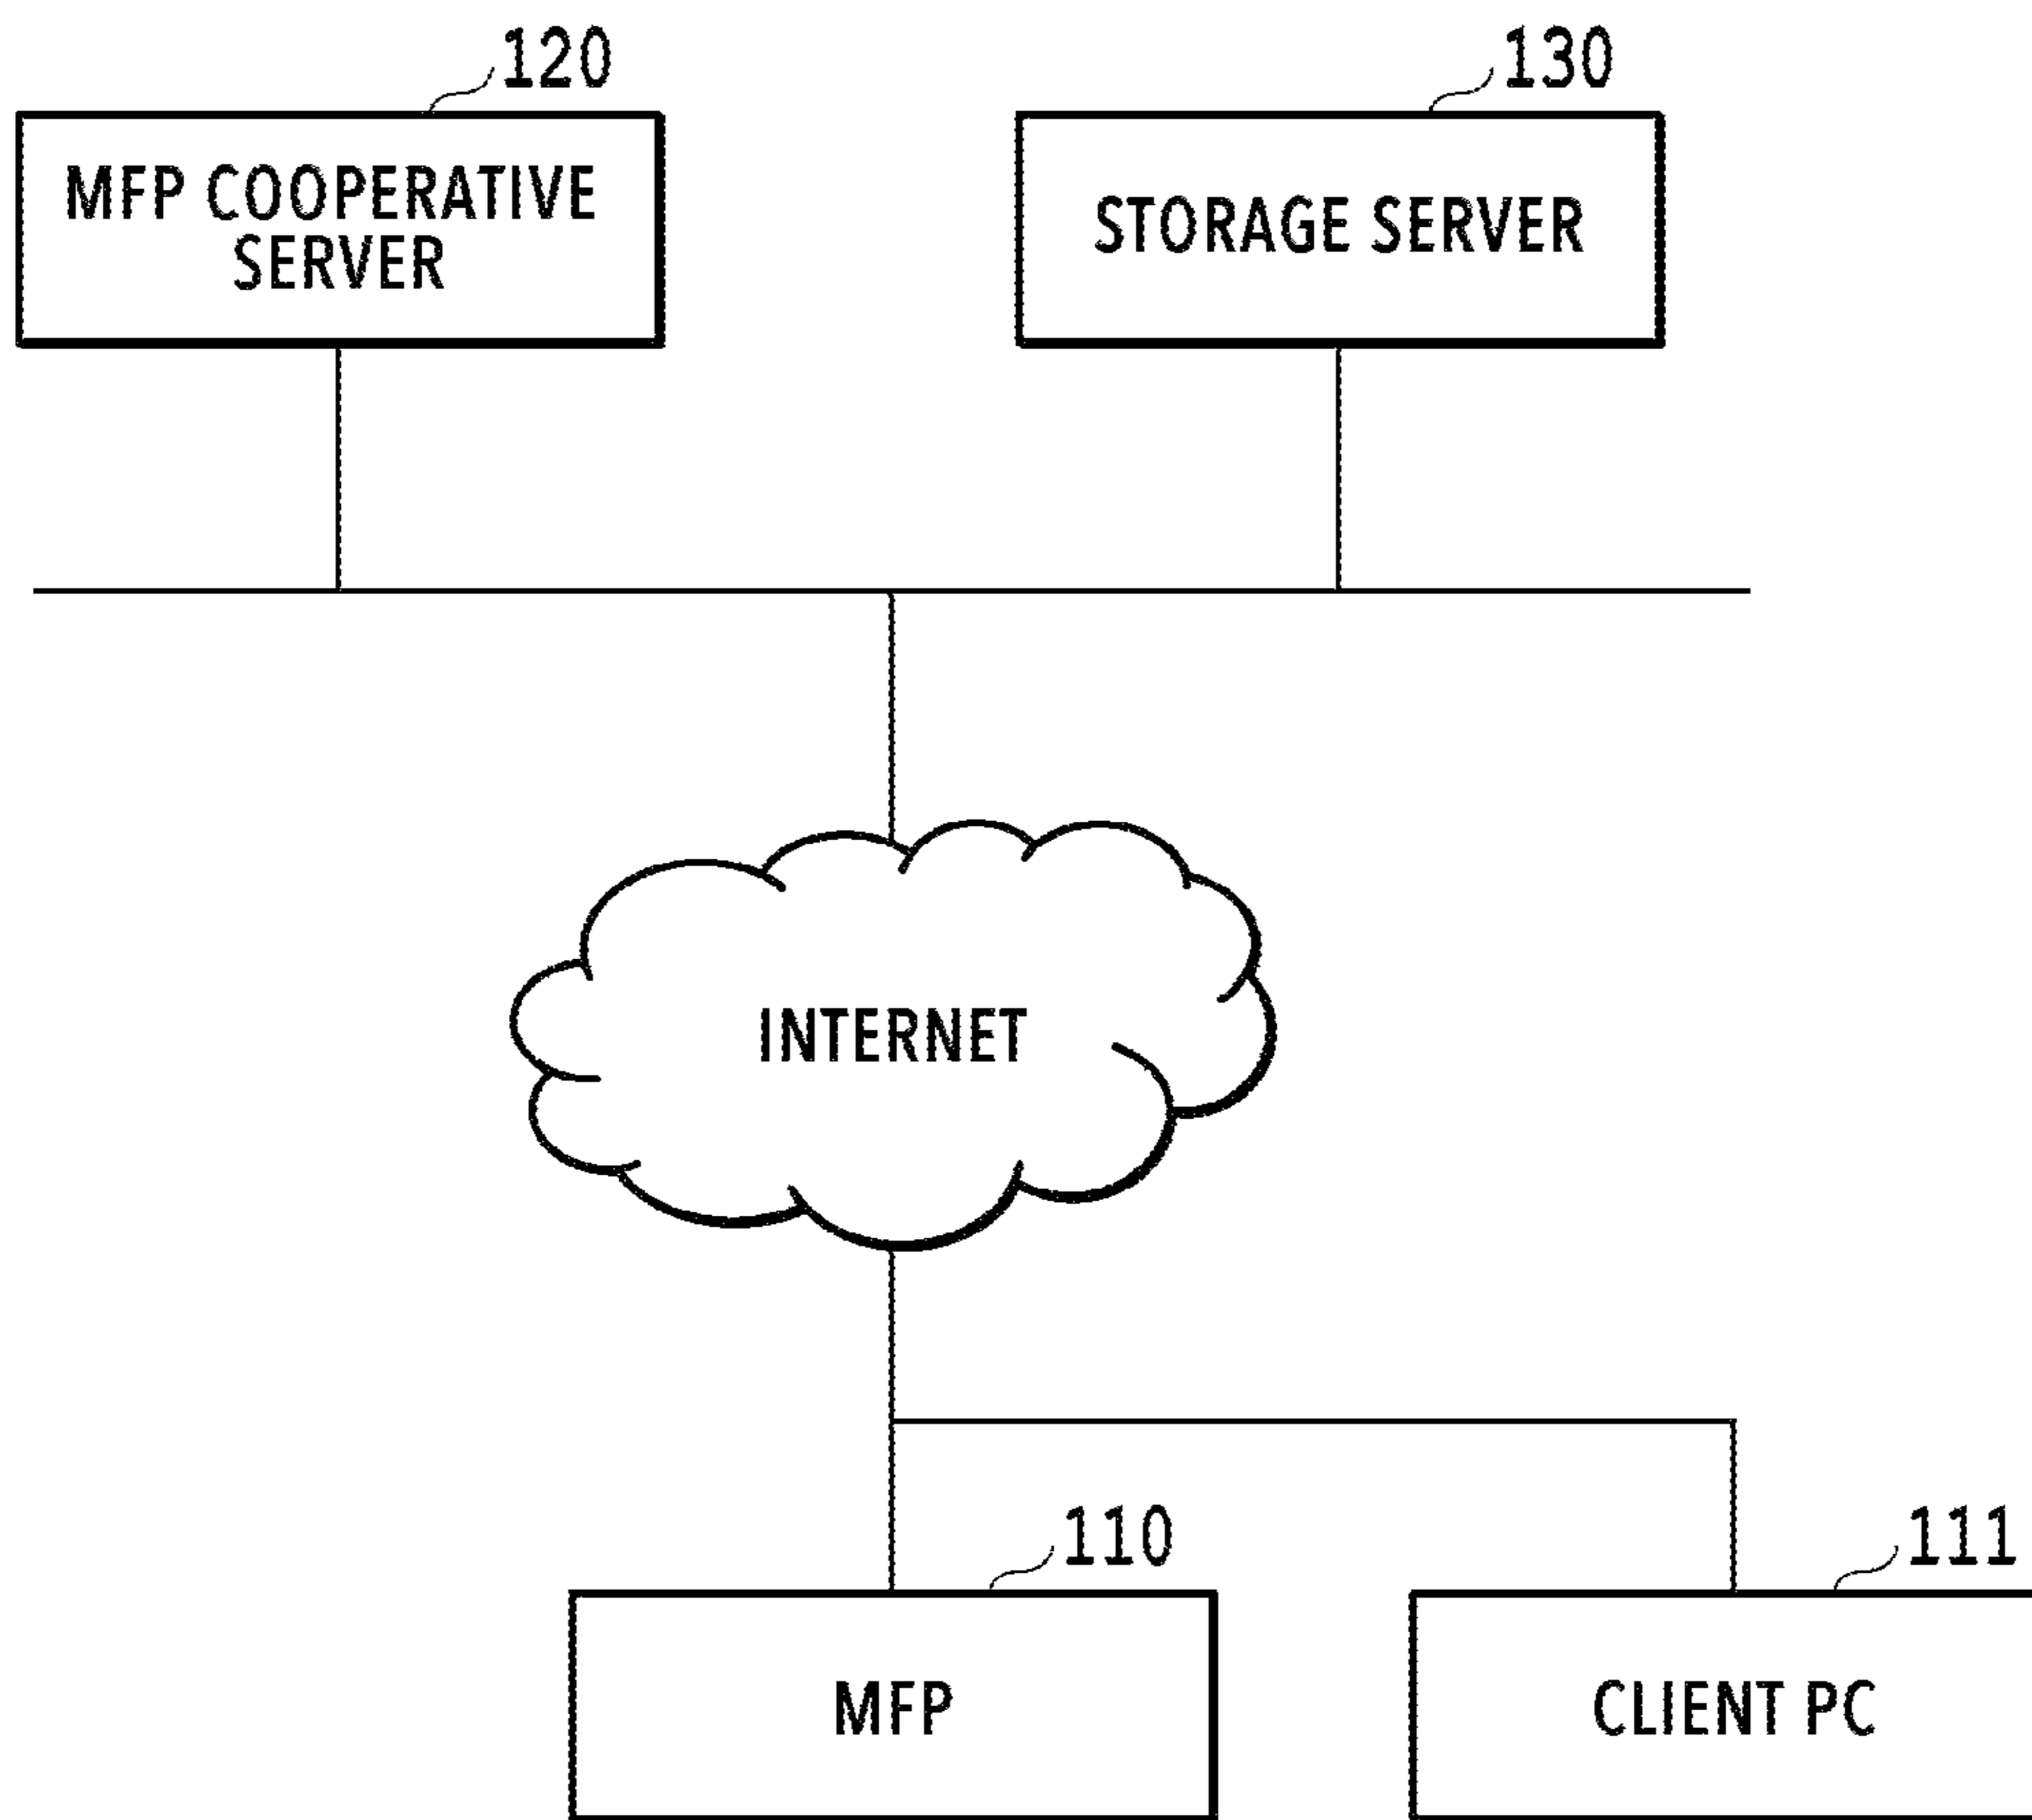 120
130
MFP COOPERATIVE
SERVER
STORAGE SERVER
INTERNET
110
111
MFP
CLIENT PC